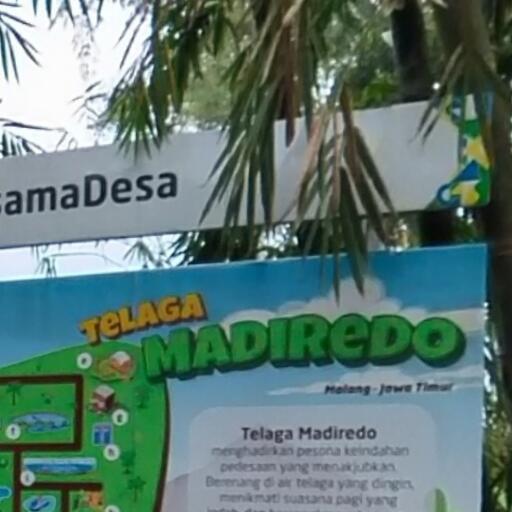 samaDesa
TELAGA
MADIREDO
Malang - Jawa Timur
Telaga Madiredo
menghadirkan pesona keindahan
pedesaan yang menakjubkan.
Berenang di air telaga yang dingin,
menikmati suasana pagi yang